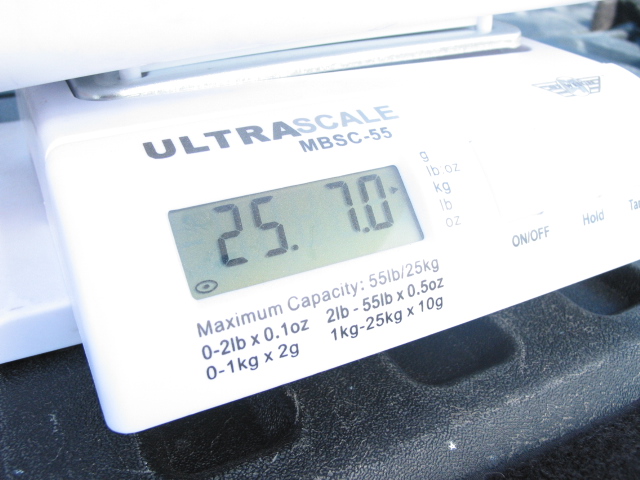 ULTRASCALE
MBSC-55
g
lb:oz
kg
lb
oz
25. 7.0
ON/OFF
Hold
Maximum Capacity: 55lb/25kg
0-2lb x 0.1oz 2lb - 55lb x 0.5oz
0-1kg x 2g 1kg-25kg x 10g